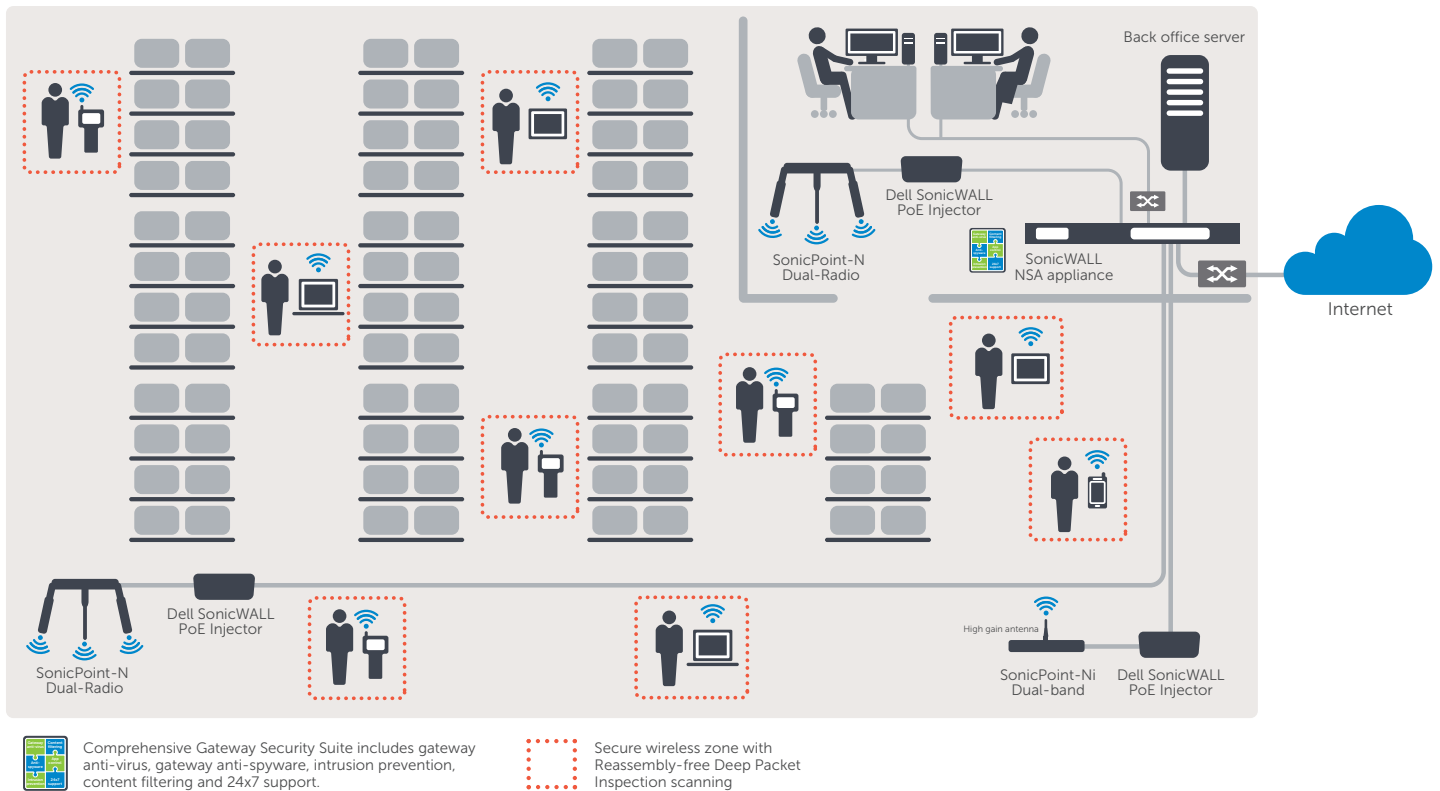 Back office server
Dell SonicWALL
PoE Injector
SonicPoint-N
Dual-Radio
SonicWALL
NSA appliance
Internet
Dell SonicWALL
PoE Injector
SonicPoint-N
Dual-Radio
High gain antenna
SonicPoint-Ni
Dual-band
Dell SonicWALL
PoE Injector
Comprehensive Gateway Security Suite includes gateway
anti-virus, gateway anti-spyware, intrusion prevention,
content filtering and 24x7 support.
Secure wireless zone with
Reassembly-free Deep Packet
Inspection scanning